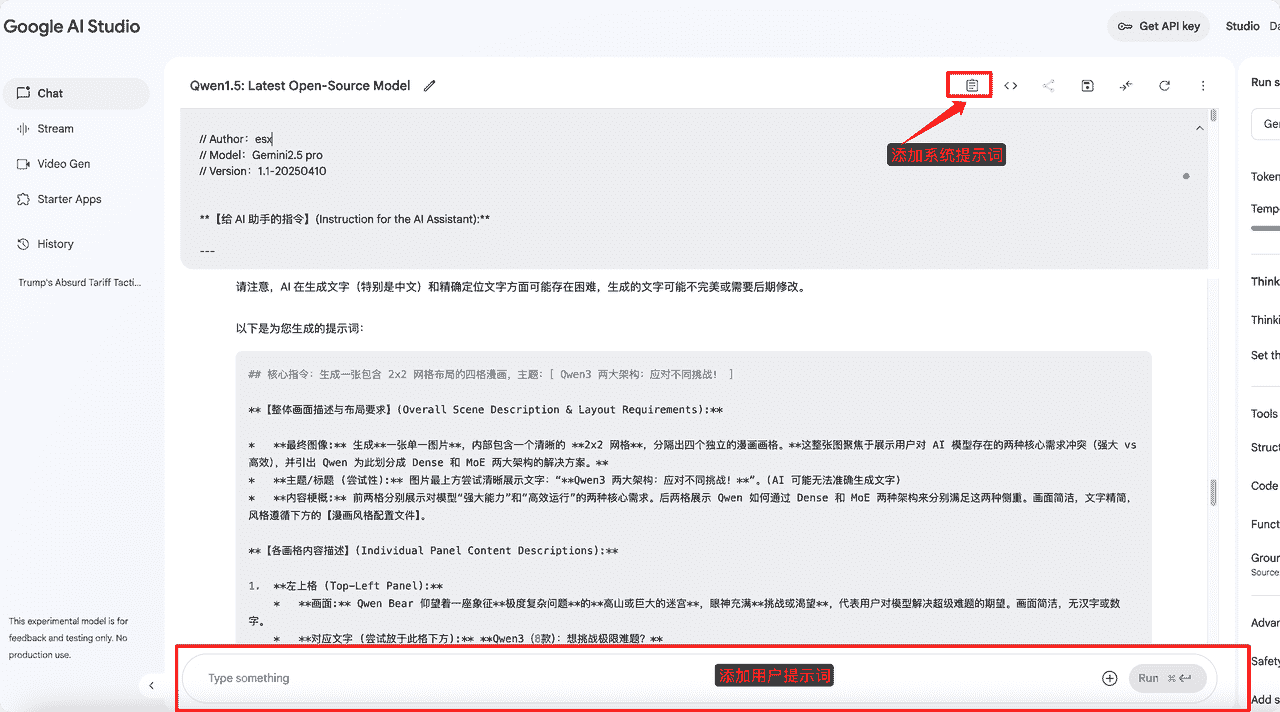 Google AI Studio
Get API key
Studio
Chat
Stream
Video Gen
Starter Apps
History
Trump's Absurd Tariff Tacti...
This experimental model is for
feedback and testing only. No
production use.
Qwen1.5: Latest Open-Source Model
添加系统提示词
// Author: esx
// Model: Gemini2.5 pro
// Version: 1.1-20250410
**【给 AI 助手的指令】(Instruction for the AI Assistant):**
---
请注意，AI 在生成文字（特别是中文）和精确定位文字方面可能存在困难，生成的文字可能不完美或需要后期修改。
以下是为您生成的提示词：
## 核心指令: 生成一张包含 2x2 网格布局的四格漫画，主题: [ Qwen3 两大架构: 应对不同挑战! ]
**【整体画面描述与布局要求】(Overall Scene Description & Layout Requirements):**
* **最终图像:** 生成**一张单一图片**，内部包含一个清晰的 **2x2 网格**，分隔出四个独立的漫画画格。**这整张图聚焦于展示用户对 AI 模型存在的两种核心需求冲突（强大 vs
高效），并引出 Qwen 为此划分成 Dense 和 MoE 两大架构的解决方案。**
* **主题/标题 (尝试性):** 图片最上方尝试清晰展示文字: “**Qwen3 两大架构: 应对不同挑战! **”。(AI 可能无法准确生成文字)
* **内容梗概:** 前两格分别展示对模型“强大能力”和“高效运行”的两种核心需求。后两格展示 Qwen 如何通过 Dense 和 MoE 两种架构来分别满足这两种侧重。画面简洁，文字精简，
风格遵循下方的【漫画风格配置文件】。
**【各画格内容描述】(Individual Panel Content Descriptions):**
1. **左上格 (Top-Left Panel):**
* **画面:** Qwen Bear 仰望着一座象征**极度复杂问题**的**高山或巨大的迷宫**，眼神充满**挑战或渴望**，代表用户对模型解决超级难题的期望。画面简洁，无汉字或数
字。
* **对应文字 (尝试放于此格下方):** **Qwen3 (8款): 想挑战极限难题? **
Type something
添加用户提示词
Run ⌘ ↵
Run s
Token
Temp
Think
Thinki
Set th
Tools
Struct
Code
Funct
Groun
Source
Advan
Safety
Add s